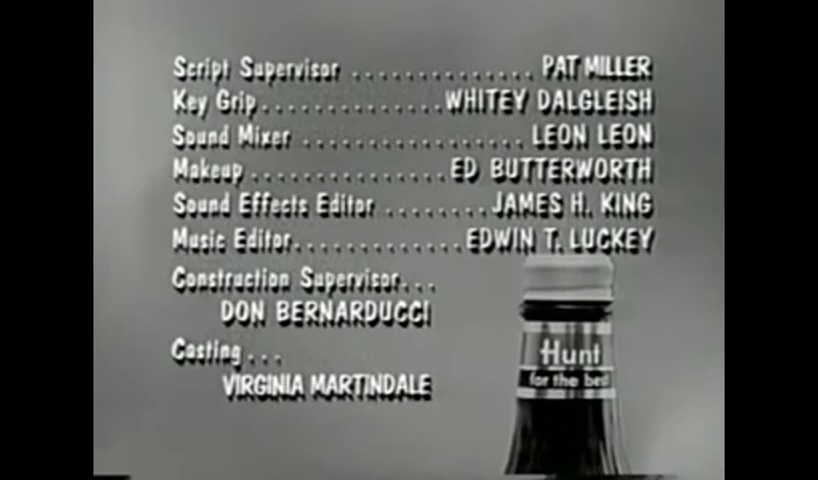 Script Supervisor .............. PAT MILLER
Key Grip..............WHITEY DALGLEISH
Sound Mixer ................. LEON LEON
Makeup ...............ED BUTTERWORTH
Sound Effects Editor ........JAMES H. KING
Music Editor.............EDWIN T. LUCKEY
Construction Supervisor...
DON BERNARDUCCI
Casting...
VIRGINIA MARTINDALE
Hunt
for the best